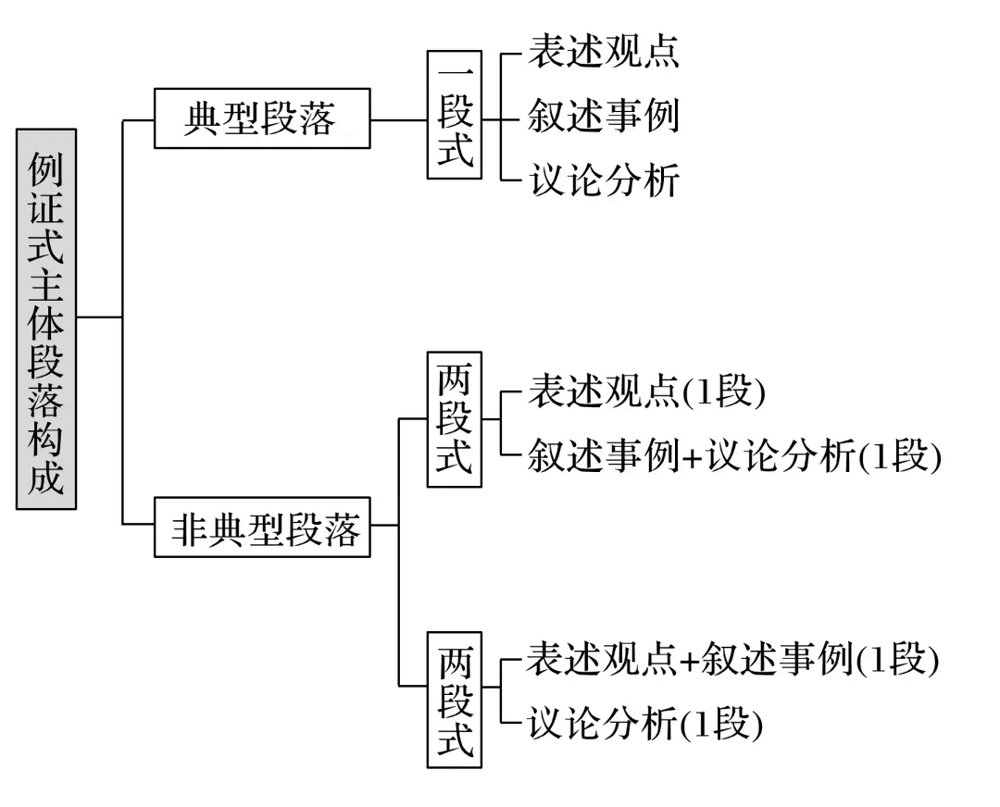 例证式主体段落构成
典型段落
一段式
表述观点
叙述事例
议论分析
非典型段落
两段式
表述观点(1段)
叙述事例+议论分析(1段)
两段式
表述观点+叙述事例(1段)
议论分析(1段)